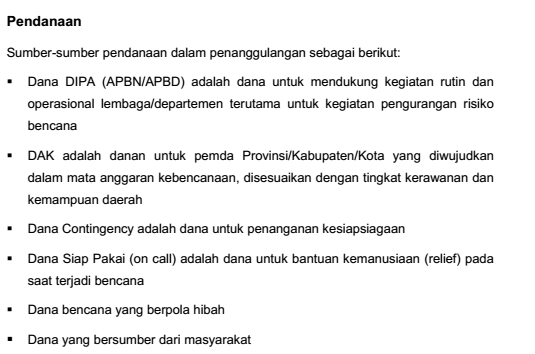 Pendanaan
Sumber-sumber pendanaan dalam penanggulangan sebagai berikut:
▪ Dana DIPA (APBN/APBD) adalah dana untuk mendukung kegiatan rutin dan
operasional lembaga/departemen terutama untuk kegiatan pengurangan risiko
bencana
▪ DAK adalah danan untuk pemda Provinsi/Kabupaten/Kota yang diwujudkan
dalam mata anggaran kebencanaan, disesuaikan dengan tingkat kerawanan dan
kemampuan daerah
▪ Dana Contingency adalah dana untuk penanganan kesiapsiagaan
▪ Dana Siap Pakai (on call) adalah dana untuk bantuan kemanusiaan (relief) pada
saat terjadi bencana
▪ Dana bencana yang berpola hibah
▪ Dana yang bersumber dari masyarakat